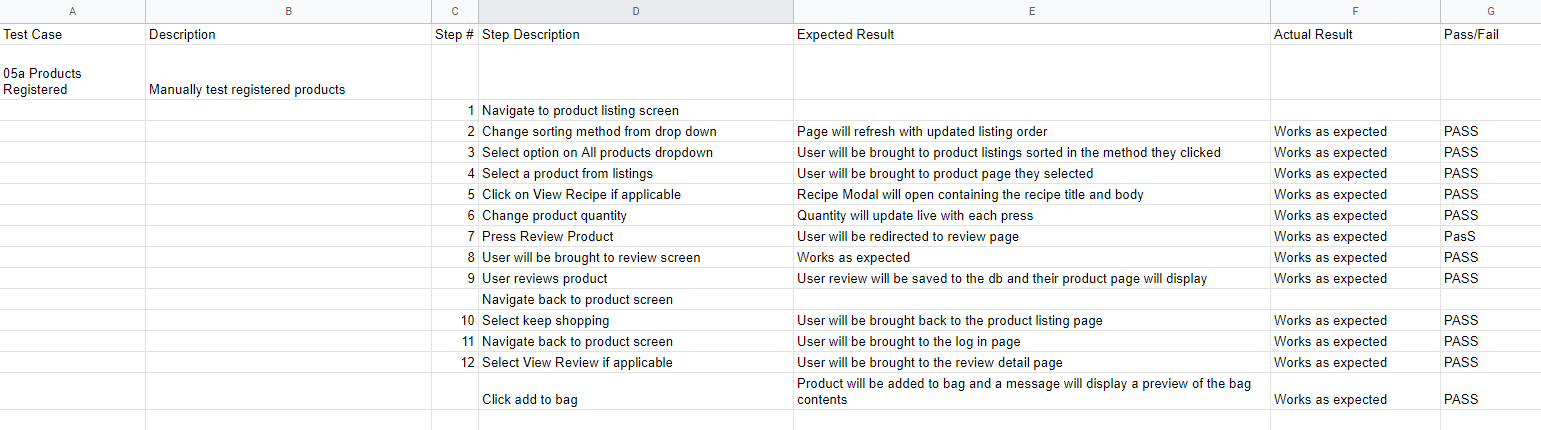 A B C D E F G
Test Case Description Step # Step Description Expected Result Actual Result Pass/Fail
05a Products
Registered Manually test registered products
1 Navigate to product listing screen
2 Change sorting method from drop down Page will refresh with updated listing order Works as expected PASS
3 Select option on All products dropdown User will be brought to product listings sorted in the method they clicked Works as expected PASS
4 Select a product from listings User will be brought to product page they selected Works as expected PASS
5 Click on View Recipe if applicable Recipe Modal will open containing the recipe title and body Works as expected PASS
6 Change product quantity Quantity will update live with each press Works as expected PASS
7 Press Review Product User will be redirected to review page Works as expected PasS
8 User will be brought to review screen Works as expected Works as expected PASS
9 User reviews product User review will be saved to the db and their product page will display Works as expected PASS
Navigate back to product screen
10 Select keep shopping User will be brought back to the product listing page Works as expected PASS
11 Navigate back to product screen User will be brought to the log in page Works as expected PASS
12 Select View Review if applicable User will be brought to the review detail page Works as expected PASS
Product will be added to bag and a message will display a preview of the bag
Click add to bag contents Works as expected PASS